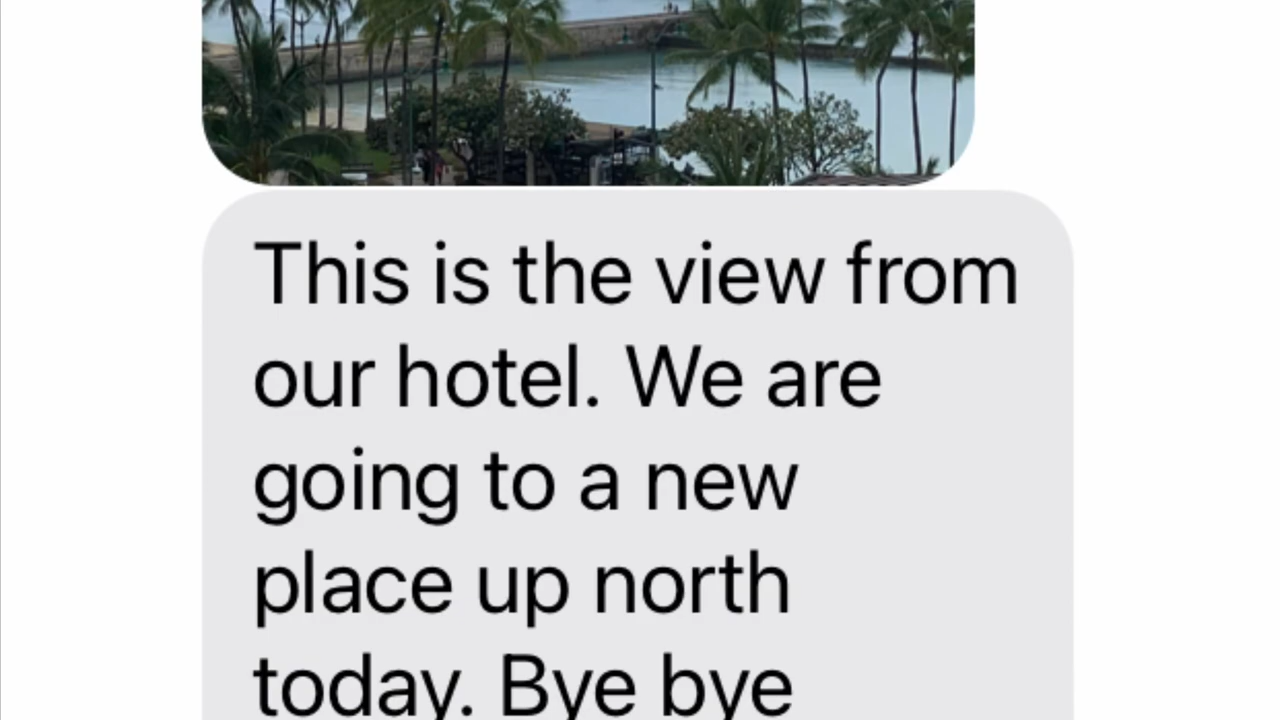 This is the view from
our hotel. We are
going to a new
place up north
today. Bye bye